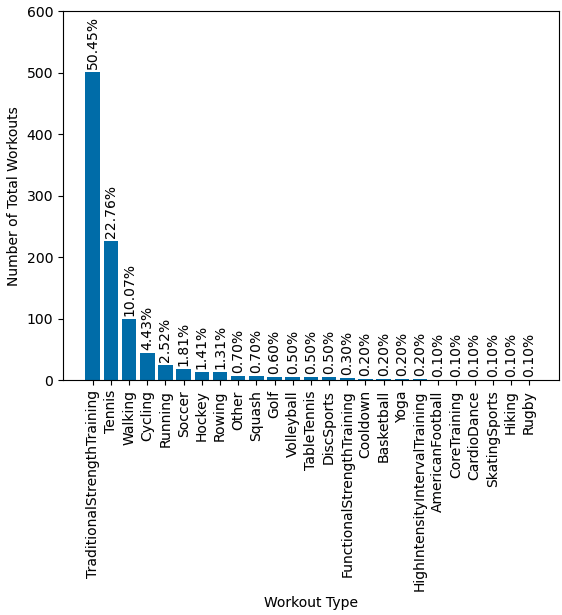 600
500
400
300
200
100
0
Number of Total Workouts
50.45%
22.76%
10.07%
4.43%
2.52%
1.81%
1.41%
1.31%
0.70%
0.70%
0.60%
0.50%
0.50%
0.50%
0.30%
0.20%
0.20%
0.20%
0.20%
0.10%
0.10%
0.10%
0.10%
0.10%
0.10%
TraditionalStrengthTraining
Tennis
Walking
Cycling
Running
Soccer
Hockey
Rowing
Other
Squash
Golf
Volleyball
TableTennis
DiscSports
FunctionalStrengthTraining
Cooldown
Basketball
Yoga
HighIntensityIntervalTraining
AmericanFootball
CoreTraining
CardioDance
SkatingSports
Hiking
Rugby
Workout Type